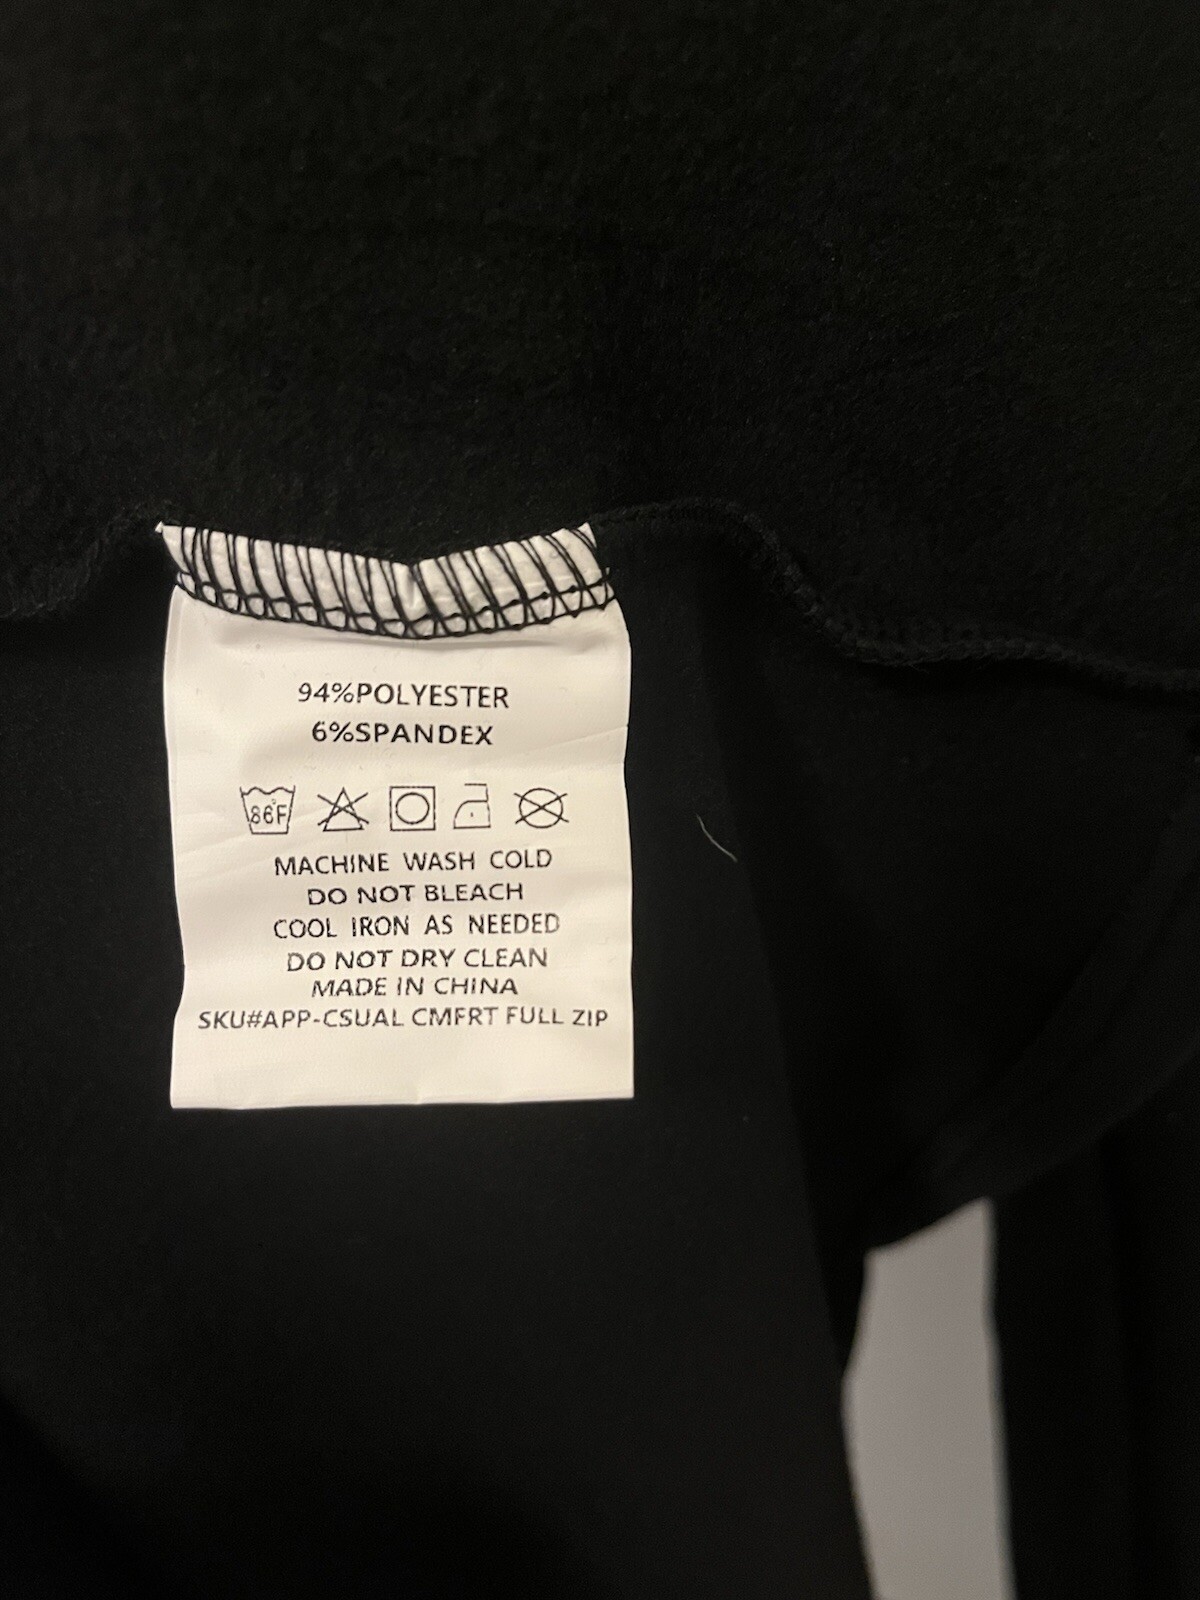 94%POLYESTER
6%SPANDEX
86°F
MACHINE WASH COLD
DO NOT BLEACH
COOL IRON AS NEEDED
DO NOT DRY CLEAN
MADE IN CHINA
SKU#APP-CSUAL CMFRT FULL ZIP